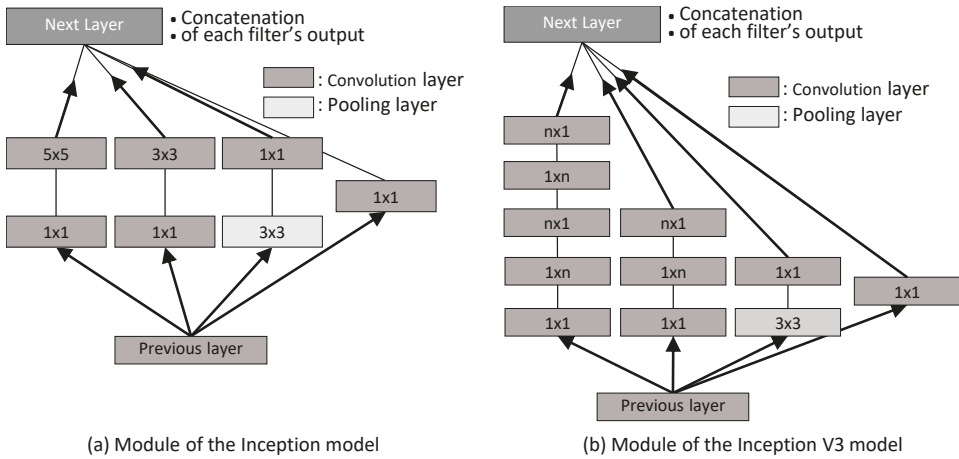 Next Layer
▪ Concatenation
▪ of each filter's output
: Convolution layer
: Pooling layer
5x5
3x3
1x1
1x1
1x1
1x1
3x3
Previous layer
(a) Module of the Inception model
Next Layer
▪ Concatenation
▪ of each filter's output
: Convolution layer
: Pooling layer
nx1
1xn
nx1
nx1
1xn
1xn
1x1
1x1
1x1
1x1
3x3
Previous layer
(b) Module of the Inception V3 model